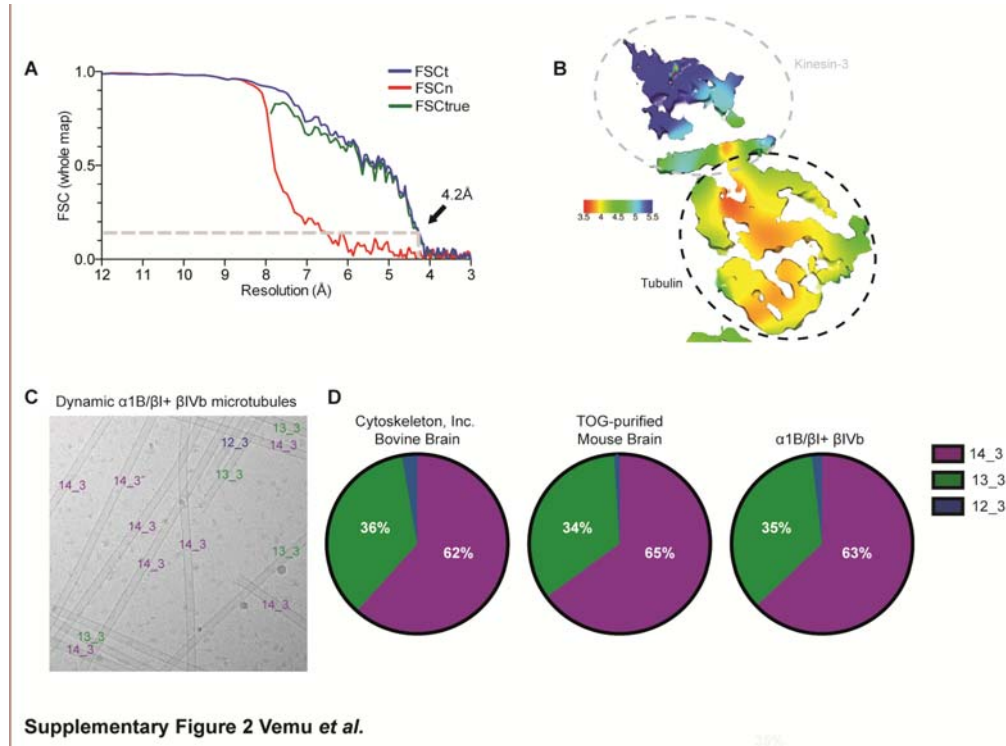 A
1.0
0.5
0.0
FSC (whole map)
12 11 10 9 8 7 6 5 4 3
Resolution (Å)
FSCt
FSCn
FSCtrue
4.2Å
B
Kinesin-3
3.5 4 4.5 5 5.5
Tubulin
C
Dynamic α1B/βI+ βIVb microtubules
13_3
12_3
14_3
13_3
14_3
14_3
14_3
14_3
14_3
13_3
14_3
13_3
14_3
D
Cytoskeleton, Inc.
Bovine Brain
36%
62%
TOG-purified
Mouse Brain
34%
65%
α1B/βI+ βIVb
35%
63%
14_3
13_3
12_3
Supplementary Figure 2 Vemu et al.